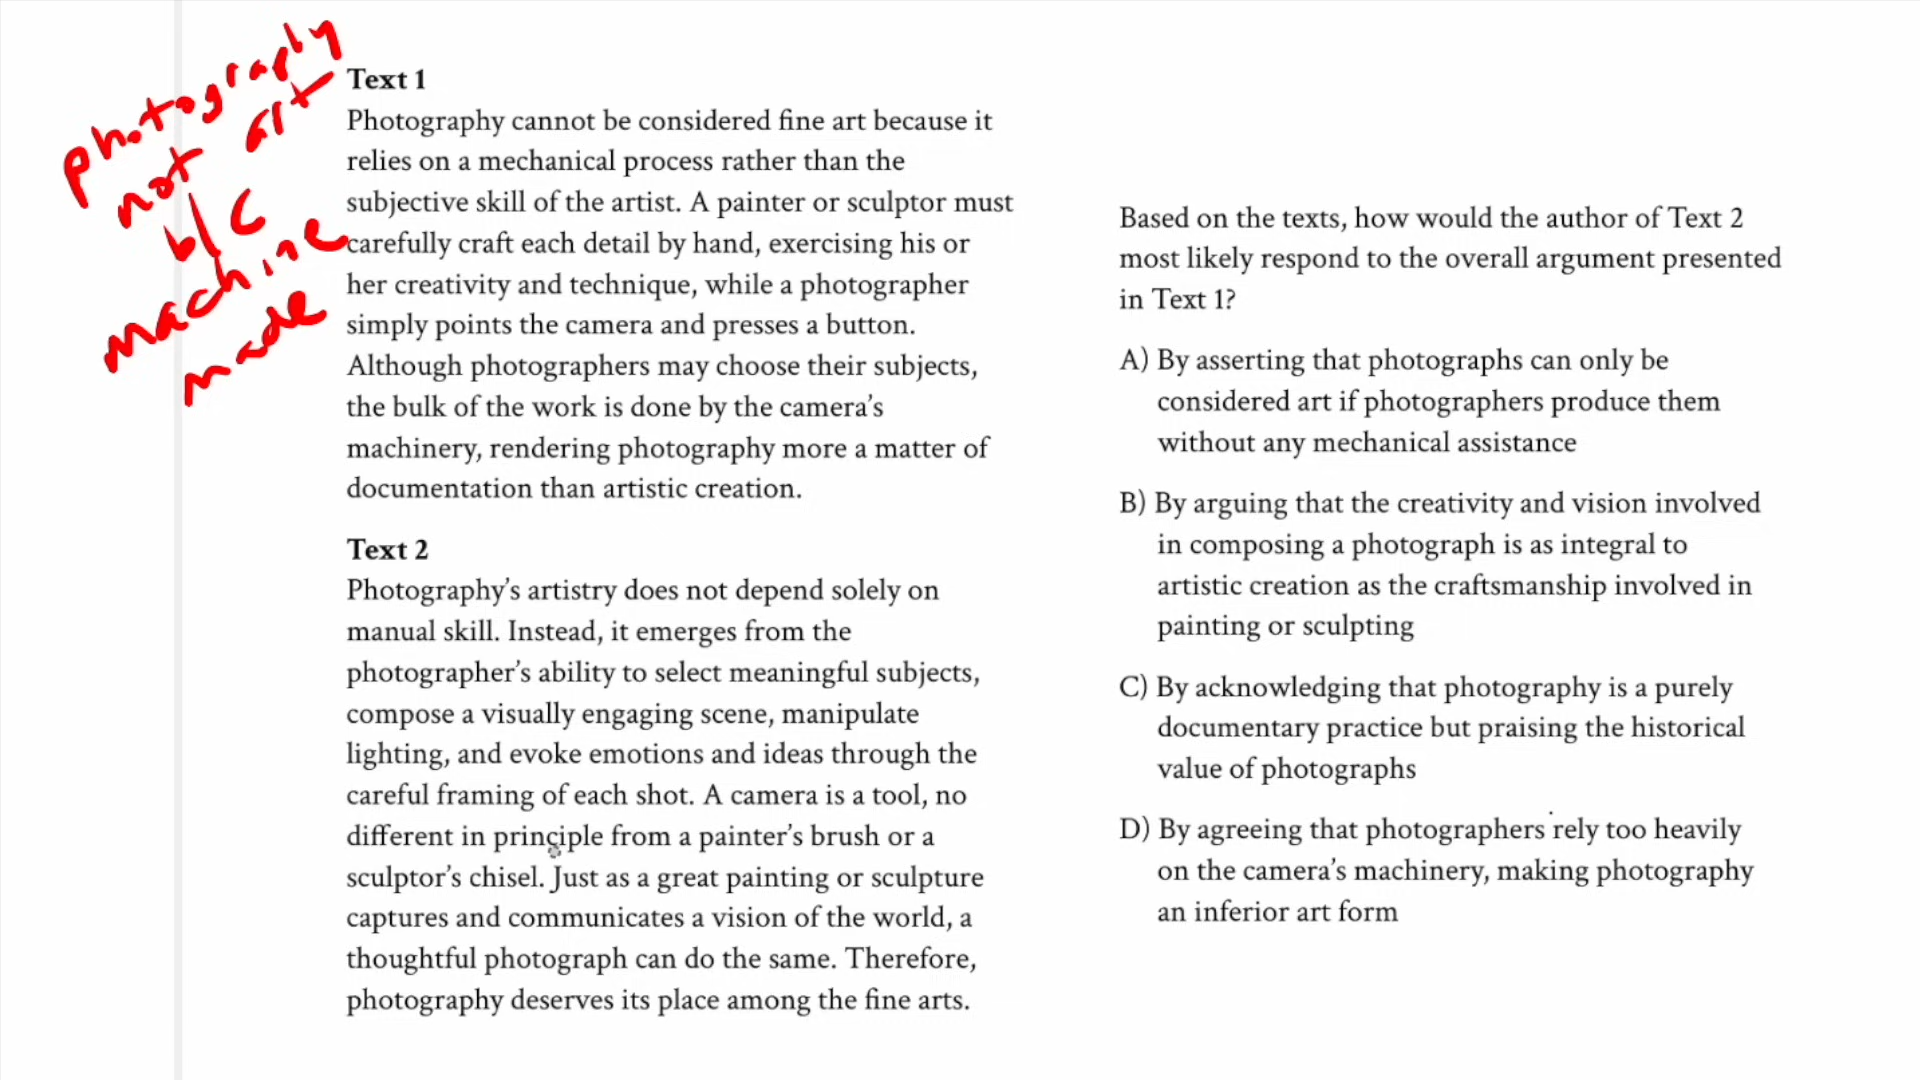 photography
not art
b/c
machine
made
Text 1
Photography cannot be considered fine art because it
relies on a mechanical process rather than the
subjective skill of the artist. A painter or sculptor must
carefully craft each detail by hand, exercising his or
her creativity and technique, while a photographer
simply points the camera and presses a button.
Although photographers may choose their subjects,
the bulk of the work is done by the camera’s
machinery, rendering photography more a matter of
documentation than artistic creation.
Text 2
Photography’s artistry does not depend solely on
manual skill. Instead, it emerges from the
photographer’s ability to select meaningful subjects,
compose a visually engaging scene, manipulate
lighting, and evoke emotions and ideas through the
careful framing of each shot. A camera is a tool, no
different in principle from a painter’s brush or a
sculptor’s chisel. Just as a great painting or sculpture
captures and communicates a vision of the world, a
thoughtful photograph can do the same. Therefore,
photography deserves its place among the fine arts.
Based on the texts, how would the author of Text 2
most likely respond to the overall argument presented
in Text 1?
A) By asserting that photographs can only be
considered art if photographers produce them
without any mechanical assistance
B) By arguing that the creativity and vision involved
in composing a photograph is as integral to
artistic creation as the craftsmanship involved in
painting or sculpting
C) By acknowledging that photography is a purely
documentary practice but praising the historical
value of photographs
D) By agreeing that photographers rely too heavily
on the camera’s machinery, making photography
an inferior art form